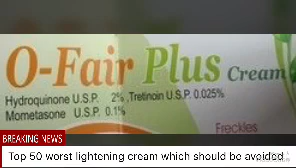 O-Fair Plus Cream
Hydroquinone U.S.P. 2% ,Tretinoin U.S.P. 0.025%
Mometasone U.S.P. 0.1%
Freckles
BREAKING NEWS
Top 50 worst lightening cream which should be avoided